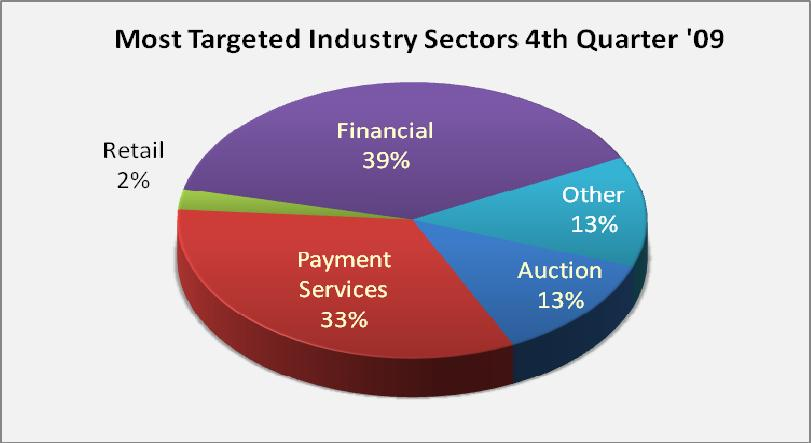 Most Targeted Industry Sectors 4th Quarter '09
Financial
39%
Retail
2%
Other
13%
Payment
Services
33%
Auction
13%